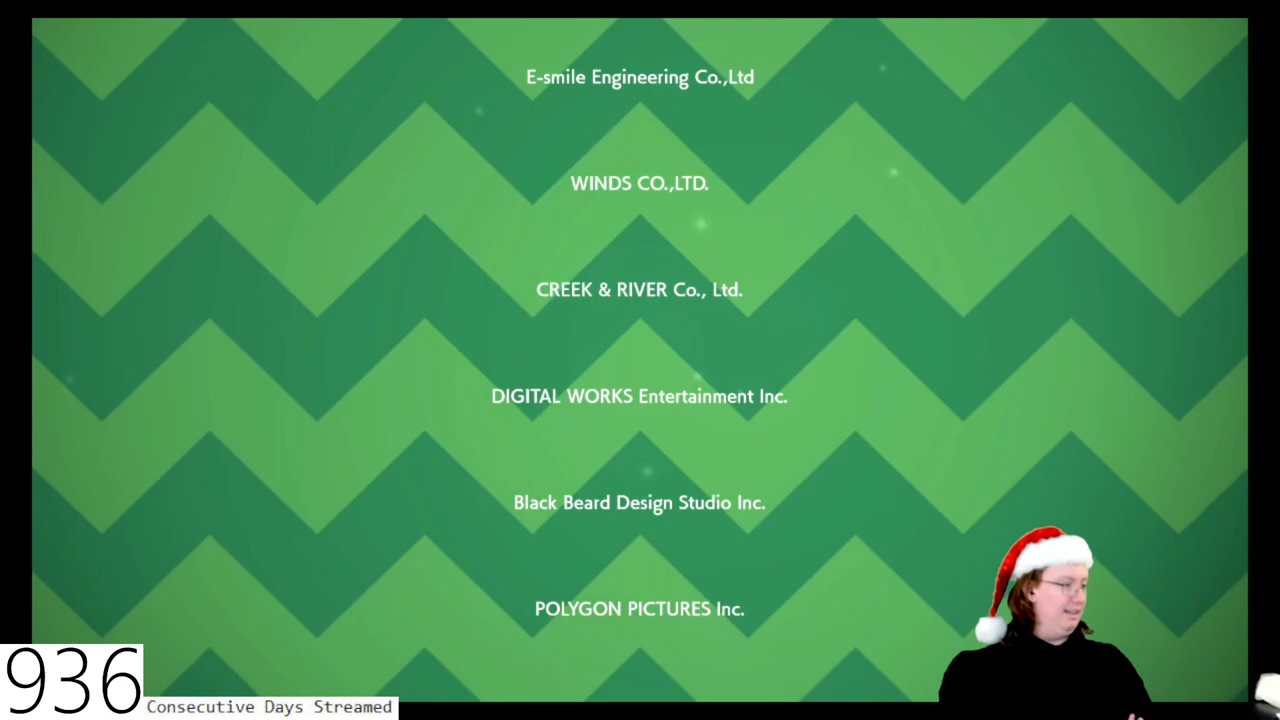 E-smile Engineering Co.,Ltd
WINDS CO.,LTD.
CREEK & RIVER Co., Ltd.
DIGITAL WORKS Entertainment Inc.
Black Beard Design Studio Inc.
POLYGON PICTURES Inc.
936
Consecutive Days Streamed